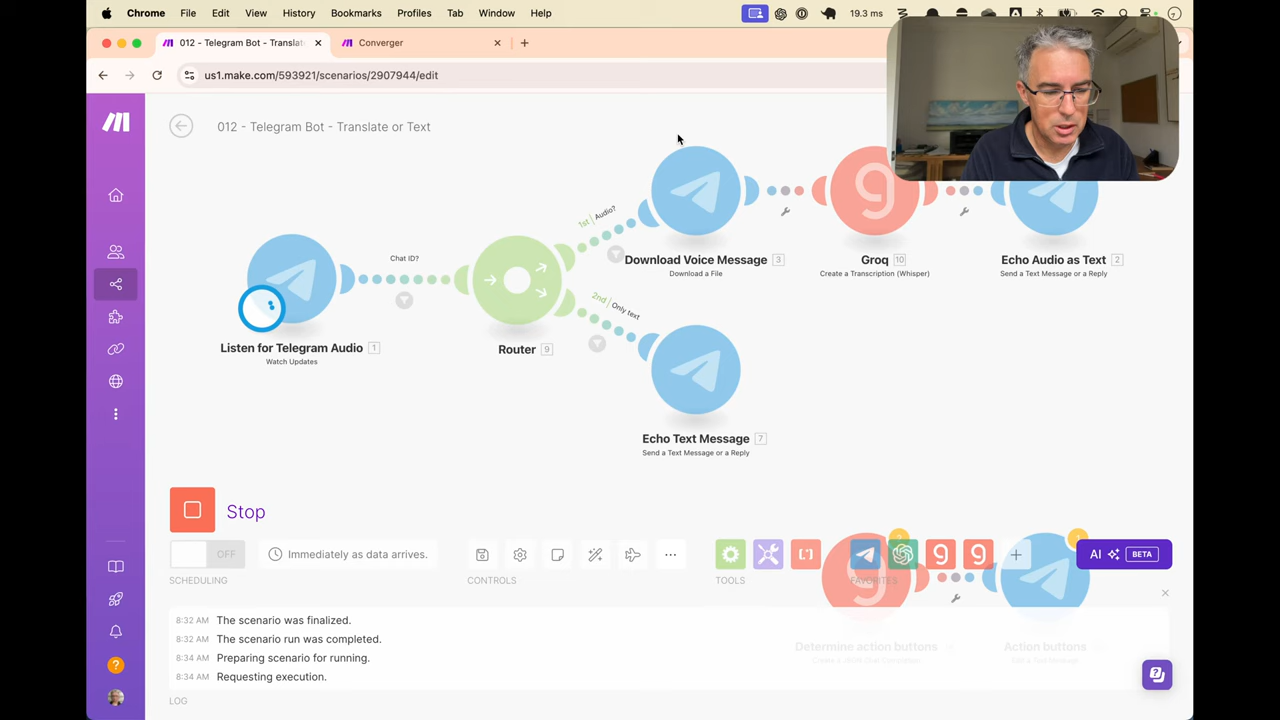 Chrome File Edit View History Bookmarks Profiles Tab Window Help 19.3 ms
012 - Telegram Bot - Translat
Converger
us1.make.com/593921/scenarios/2907944/edit
012 - Telegram Bot - Translate or Text
Chat ID?
1st | Audio?
2nd | Only text
Download Voice Message 3
Download a File
Groq 10
Create a Transcription (Whisper)
Echo Audio as Text 2
Send a Text Message or a Reply
Listen for Telegram Audio 1
Watch Updates
Router 9
Echo Text Message 7
Send a Text Message or a Reply
Stop
OFF
Immediately as data arrives.
AI BETA
SCHEDULING
CONTROLS
TOOLS
FAVORITES
8:32 AM The scenario was finalized.
8:32 AM The scenario run was completed.
8:34 AM Preparing scenario for running.
8:34 AM Requesting execution.
Determine action buttons
Action buttons
LOG